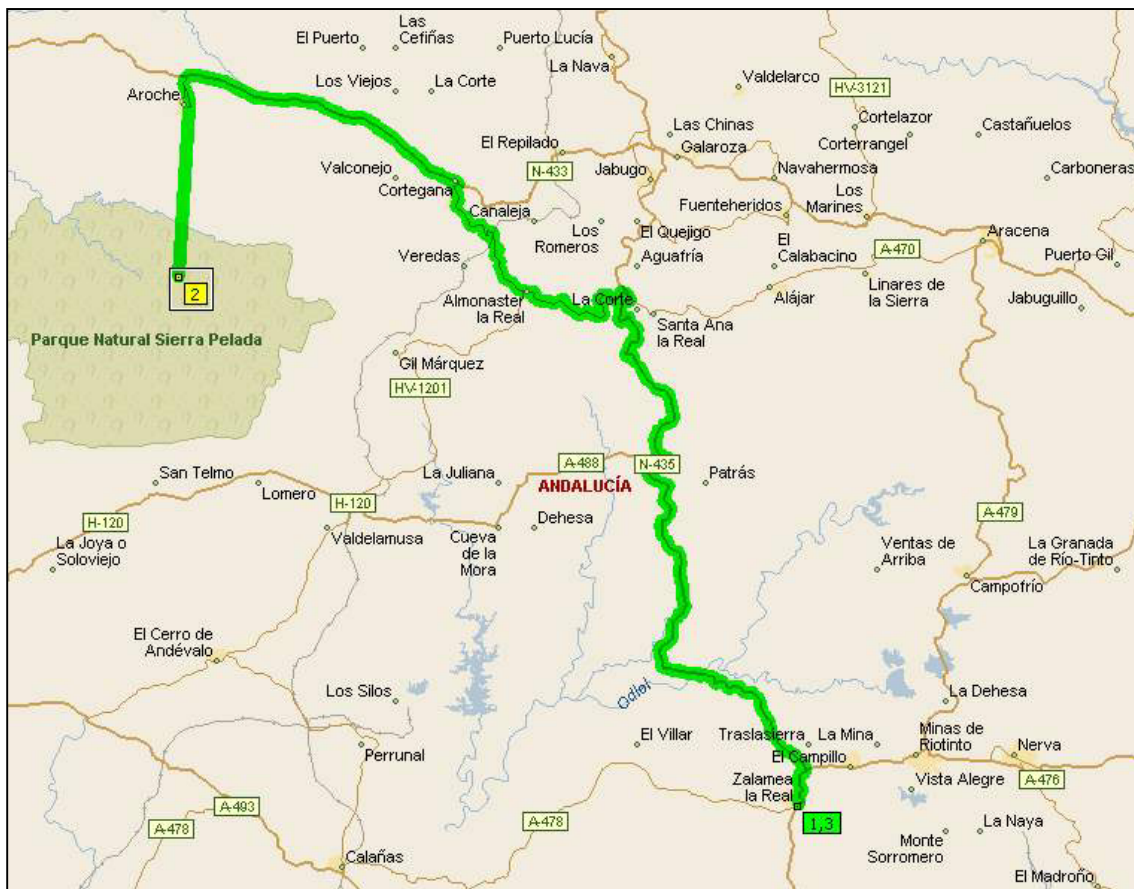 Las
Cefiñas
El Puerto
Puerto Lucía
La Nava
Los Viejos
La Corte
Valdelarco
HV-3121
Aroche
Las Chinas
Cortelazor
Castañuelos
El Repilado
Galaroza
Corterrangel
Valconejo
N-433
Jabugo
Navahermosa
Carboneras
Cortegana
Canaleja
Fuenteheridos
Los
Marines
Los
Romeros
El Quejigo
Aracena
Veredas
Aguafría
El
Calabacino
A-470
Puerto Gil
2
Almonaster
la Real
La Corte
Alájar
Linares de
la Sierra
Jabuguillo
Santa Ana
la Real
Parque Natural Sierra Pelada
Gil Márquez
HV-1201
San Telmo
La Juliana
A-488
N-435
Patrás
Lomero
ANDALUCÍA
H-120
H-120
A-479
Dehesa
Valdelamusa
Cueva
de la
Mora
La Joya o
Soloviejo
Ventas de
Arriba
La Granada
de Río-Tinto
Campofrío
El Cerro de
Andévalo
Los Silos
Odiel
La Dehesa
Perrunal
El Villar
Traslasierra
La Mina
Minas de
Riotinto
Nerva
El Campillo
Zalamea
la Real
Vista Alegre
A-476
A-493
A-478
A-478
1,3
Monte
Sorromero
La Naya
Calañas
El Madroño